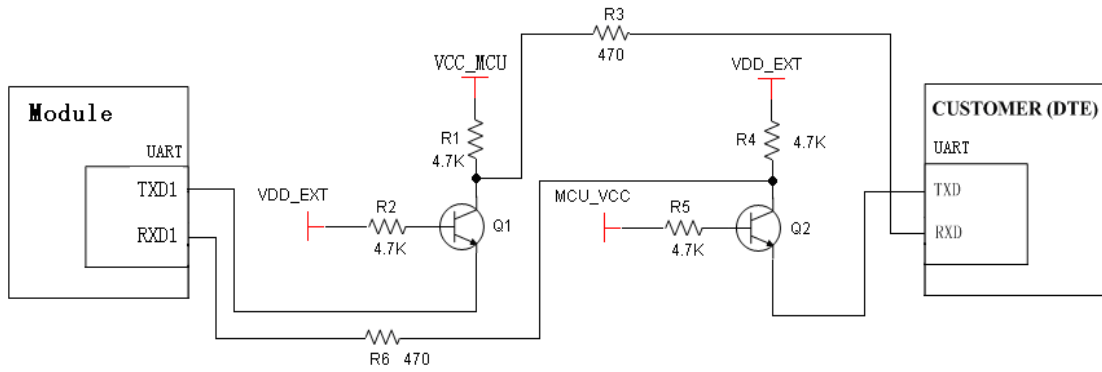 R3
470
VCC_MCU
VDD_EXT
Module
CUSTOMER (DTE)
R1
4.7K
R4
4.7K
UART
UART
TXD1
VDD_EXT
R2
4.7K
Q1
MCU_VCC
R5
4.7K
Q2
TXD
RXD1
RXD
R6 470